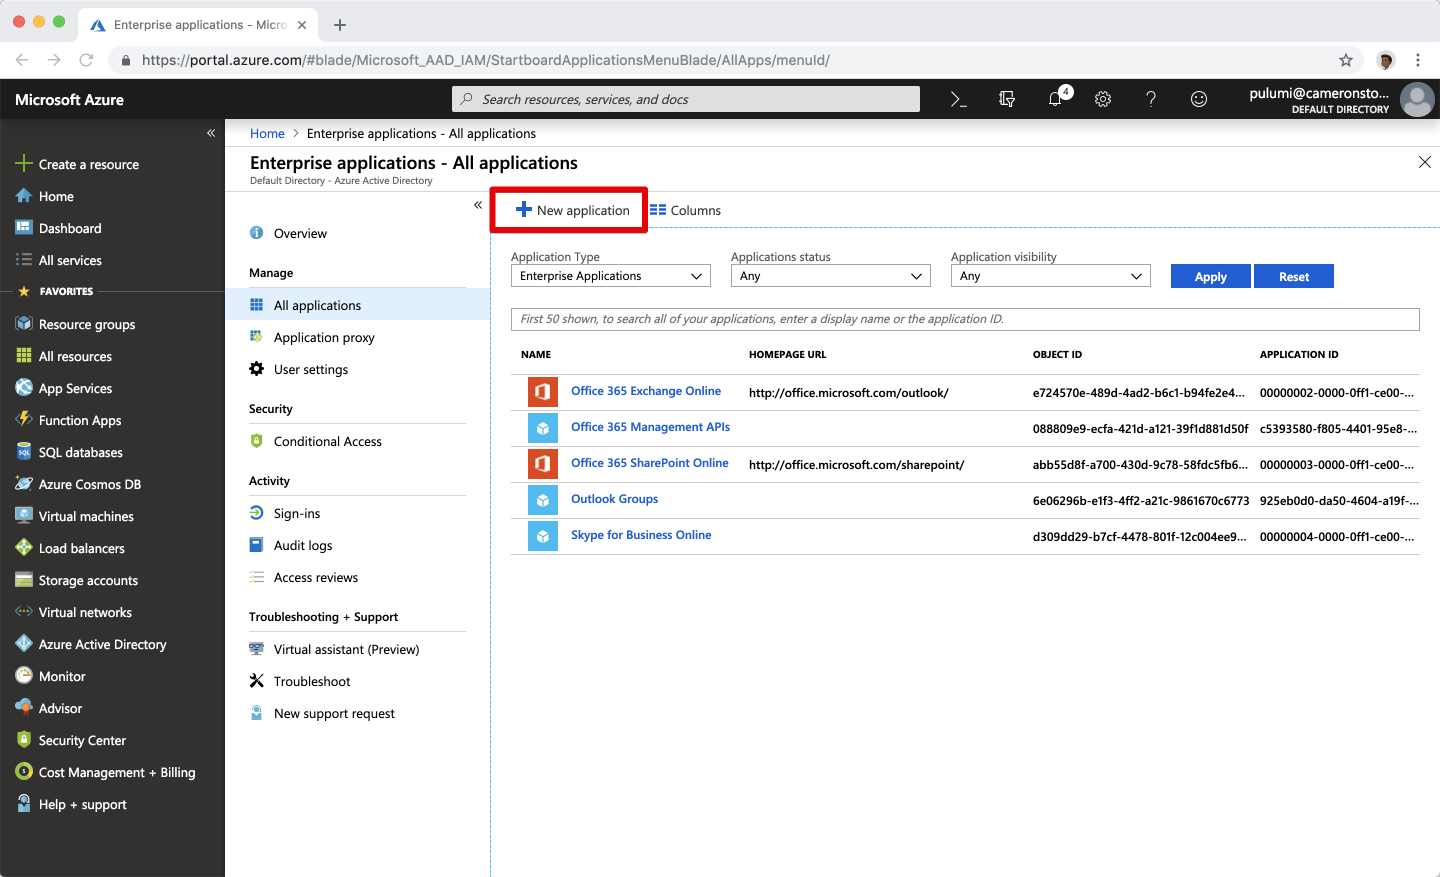 Enterprise applications - Micro
https://portal.azure.com/#blade/Microsoft_AAD_IAM/StartboardApplicationsMenuBlade/AllApps/menuId/
Microsoft Azure
Search resources, services, and docs
4
pulumi@cameronsto...
DEFAULT DIRECTORY
Create a resource
Home
Dashboard
All services
FAVORITES
Resource groups
All resources
App Services
Function Apps
SQL databases
Azure Cosmos DB
Virtual machines
Load balancers
Storage accounts
Virtual networks
Azure Active Directory
Monitor
Advisor
Security Center
Cost Management + Billing
Help + support
Home > Enterprise applications - All applications
Enterprise applications - All applications
Default Directory - Azure Active Directory
Overview
Manage
All applications
Application proxy
User settings
Security
Conditional Access
Activity
Sign-ins
Audit logs
Access reviews
Troubleshooting + Support
Virtual assistant (Preview)
Troubleshoot
New support request
New application
Columns
Application Type
Enterprise Applications
Applications status
Any
Application visibility
Any
Apply
Reset
First 50 shown, to search all of your applications, enter a display name or the application ID.
NAME HOMEPAGE URL OBJECT ID APPLICATION ID
Office 365 Exchange Online http://office.microsoft.com/outlook/ e724570e-489d-4ad2-b6c1-b94fe2e4... 00000002-0000-0ff1-ce00-...
Office 365 Management APIs 088809e9-ecfa-421d-a121-39f1d881d50f c5393580-f805-4401-95e8-...
Office 365 SharePoint Online http://office.microsoft.com/sharepoint/ abb55d8f-a700-430d-9c78-58fdc5fb6... 00000003-0000-0ff1-ce00-...
Outlook Groups 6e06296b-e1f3-4ff2-a21c-9861670c6773 925eb0d0-da50-4604-a19f-...
Skype for Business Online d309dd29-b7cf-4478-801f-12c004ee9... 00000004-0000-0ff1-ce00-...